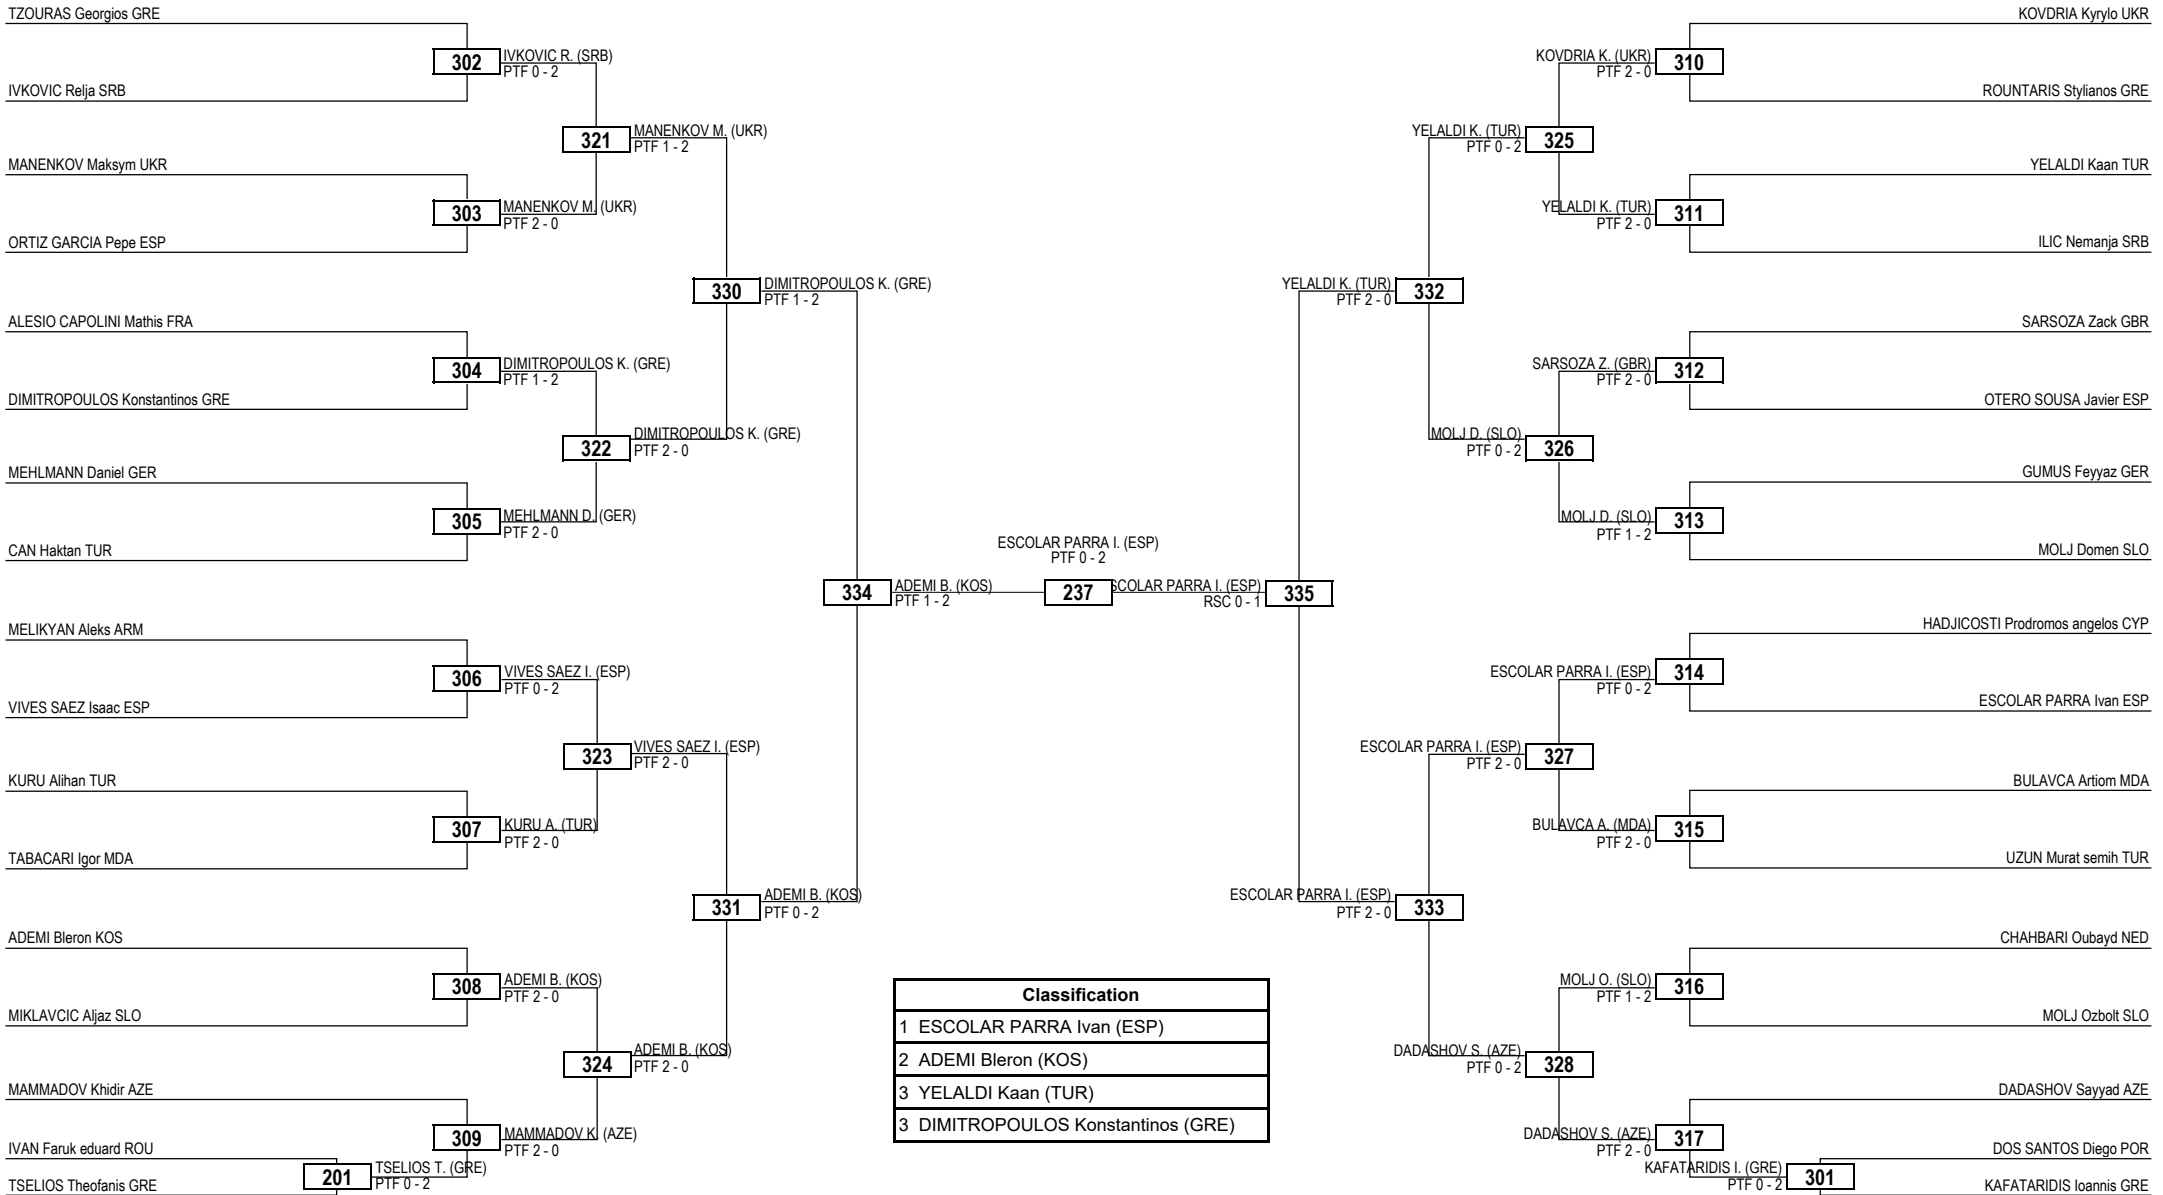 TZOURAS Georgios GRE
302
IVKOVIC R. (SRB)
PTF 0 - 2
IVKOVIC Relja SRB
321
MANENKOV M. (UKR)
PTF 1 - 2
MANENKOV Maksym UKR
303
MANENKOV M. (UKR)
PTF 2 - 0
ORTIZ GARCIA Pepe ESP
330
DIMITROPOULOS K. (GRE)
PTF 1 - 2
ALESIO CAPOLINI Mathis FRA
304
DIMITROPOULOS K. (GRE)
PTF 1 - 2
DIMITROPOULOS Konstantinos GRE
322
DIMITROPOULOS K. (GRE)
PTF 2 - 0
MEHLMANN Daniel GER
305
MEHLMANN D. (GER)
PTF 2 - 0
CAN Haktan TUR
334
ADEMI B. (KOS)
PTF 1 - 2
MELIKYAN Aleks ARM
306
VIVES SAEZ I. (ESP)
PTF 0 - 2
VIVES SAEZ Isaac ESP
323
VIVES SAEZ I. (ESP)
PTF 2 - 0
KURU Alihan TUR
307
KURU A. (TUR)
PTF 2 - 0
TABACARI Igor MDA
331
ADEMI B. (KOS)
PTF 0 - 2
ADEMI Bleron KOS
308
ADEMI B. (KOS)
PTF 2 - 0
MIKLAVCIC Aljaz SLO
324
ADEMI B. (KOS)
PTF 2 - 0
MAMMADOV Khidir AZE
309
MAMMADOV K. (AZE)
PTF 2 - 0
IVAN Faruk eduard ROU
201
TSELIOS T. (GRE)
PTF 0 - 2
TSELIOS Theofanis GRE
ESCOLAR PARRA I. (ESP)
PTF 0 - 2
237
SCOLAR PARRA I. (ESP)
RSC 0 - 1
335
KOVDRIA Kyrylo UKR
KOVDRIA K. (UKR)
PTF 2 - 0
310
ROUNTARIS Stylianos GRE
YELALDI K. (TUR)
PTF 0 - 2
325
YELALDI Kaan TUR
YELALDI K. (TUR)
PTF 2 - 0
311
ILIC Nemanja SRB
YELALDI K. (TUR)
PTF 2 - 0
332
SARSOZA Zack GBR
SARSOZA Z. (GBR)
PTF 2 - 0
312
OTERO SOUSA Javier ESP
MOLJ D. (SLO)
PTF 0 - 2
326
GUMUS Feyyaz GER
MOLJ D. (SLO)
PTF 1 - 2
313
MOLJ Domen SLO
HADJICOSTI Prodromos angelos CYP
ESCOLAR PARRA I. (ESP)
PTF 0 - 2
314
ESCOLAR PARRA Ivan ESP
ESCOLAR PARRA I. (ESP)
PTF 2 - 0
327
BULAVCA Artiom MDA
BULAVCA A. (MDA)
PTF 2 - 0
315
UZUN Murat semih TUR
ESCOLAR PARRA I. (ESP)
PTF 2 - 0
333
CHAHBARI Oubayd NED
MOLJ O. (SLO)
PTF 1 - 2
316
MOLJ Ozbolt SLO
DADASHOV S. (AZE)
PTF 0 - 2
328
DADASHOV Sayyad AZE
DADASHOV S. (AZE)
PTF 2 - 0
317
DOS SANTOS Diego POR
KAFATARIDIS I. (GRE)
PTF 0 - 2
301
KAFATARIDIS Ioannis GRE
Classification
1 ESCOLAR PARRA Ivan (ESP)
2 ADEMI Bleron (KOS)
3 YELALDI Kaan (TUR)
3 DIMITROPOULOS Konstantinos (GRE)